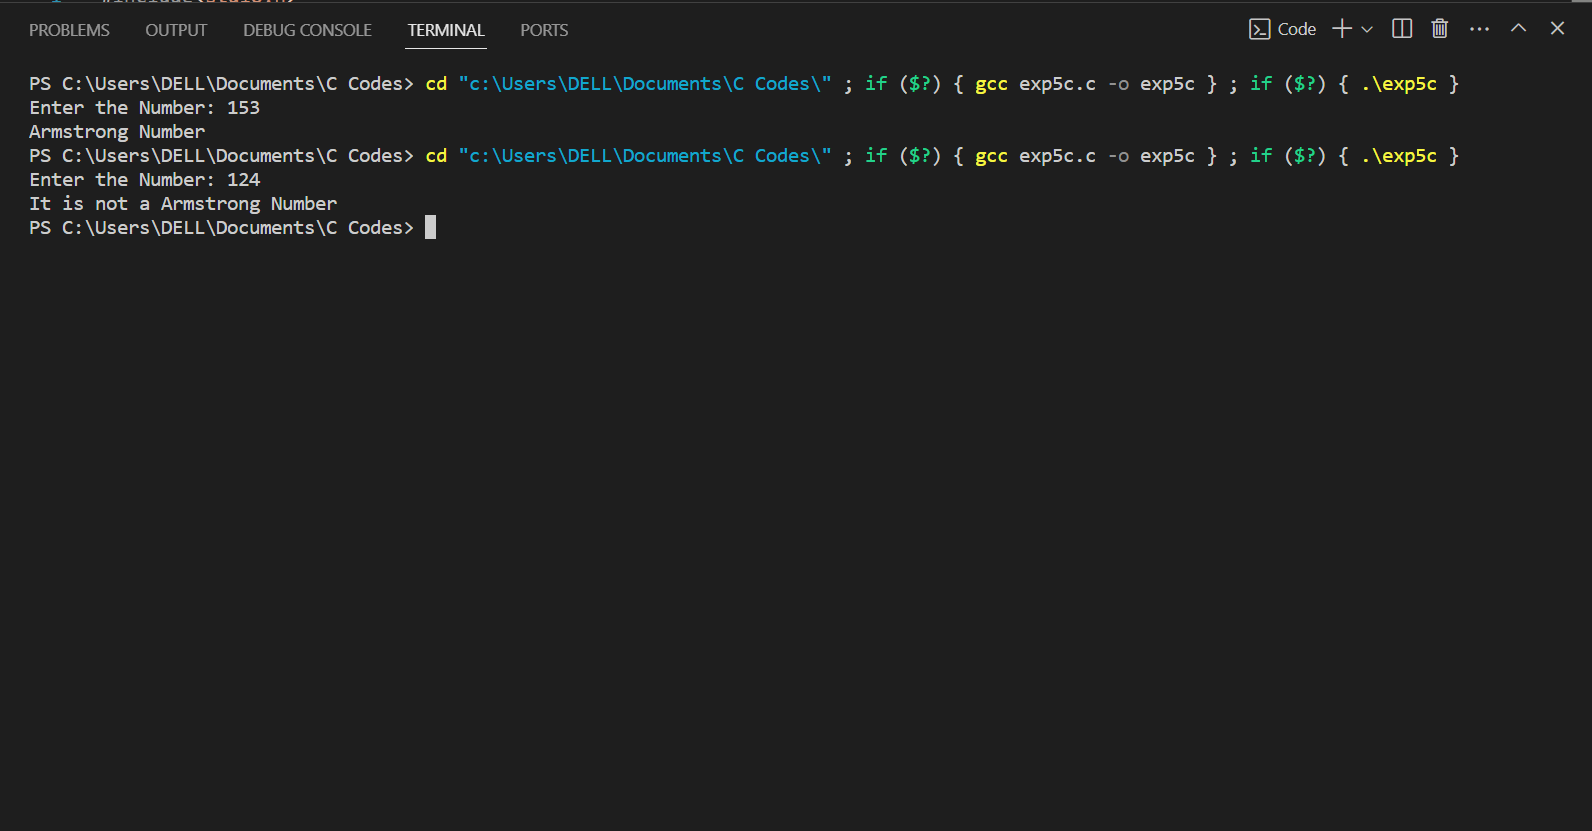 PROBLEMS OUTPUT DEBUG CONSOLE TERMINAL PORTS Code
PS C:\Users\DELL\Documents\C Codes> cd "c:\Users\DELL\Documents\C Codes\" ; if ($?) { gcc exp5c.c -o exp5c } ; if ($?) { .\exp5c }
Enter the Number: 153
Armstrong Number
PS C:\Users\DELL\Documents\C Codes> cd "c:\Users\DELL\Documents\C Codes\" ; if ($?) { gcc exp5c.c -o exp5c } ; if ($?) { .\exp5c }
Enter the Number: 124
It is not a Armstrong Number
PS C:\Users\DELL\Documents\C Codes>